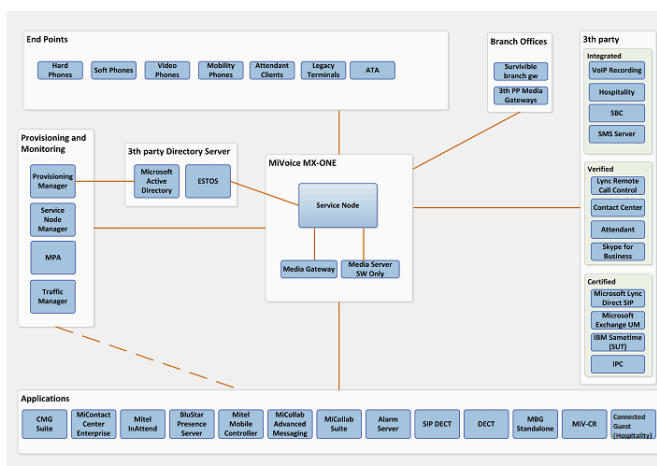 End Points
Hard
Phones
Soft Phones
Video
Phones
Mobility
Phones
Attendant
Clients
Legacy
Terminals
ATA
Branch Offices
Survivible
branch gw
3th PP Media
Gateways
3th party
Integrated
VoIP Recording
Hospitality
SBC
SMS Server
Verified
Lync Remote
Call Control
Contact Center
Attendant
Skype for
Business
Certified
Microsoft Lync
Direct SIP
Microsoft
Exchange UM
IBM Sametime
(SUT)
IPC
Provisioning and
Monitoring
Provisioning
Manager
Service
Node
Manager
MPA
Traffic
Manager
3th party Directory Server
Microsoft
Active
Directory
ESTOS
MiVoice MX-ONE
Service Node
Media Gateway
Media Server
SW Only
Applications
CMG
Suite
MiContact
Center
Enterprise
Mitel
InAttend
BluStar
Presence
Server
Mitel
Mobile
Controller
MiCollab
Advanced
Messaging
MiCollab
Suite
Alarm
Server
SIP DECT
DECT
MBG
Standalone
MiV-CR
Connected
Guest
(Hospitality)